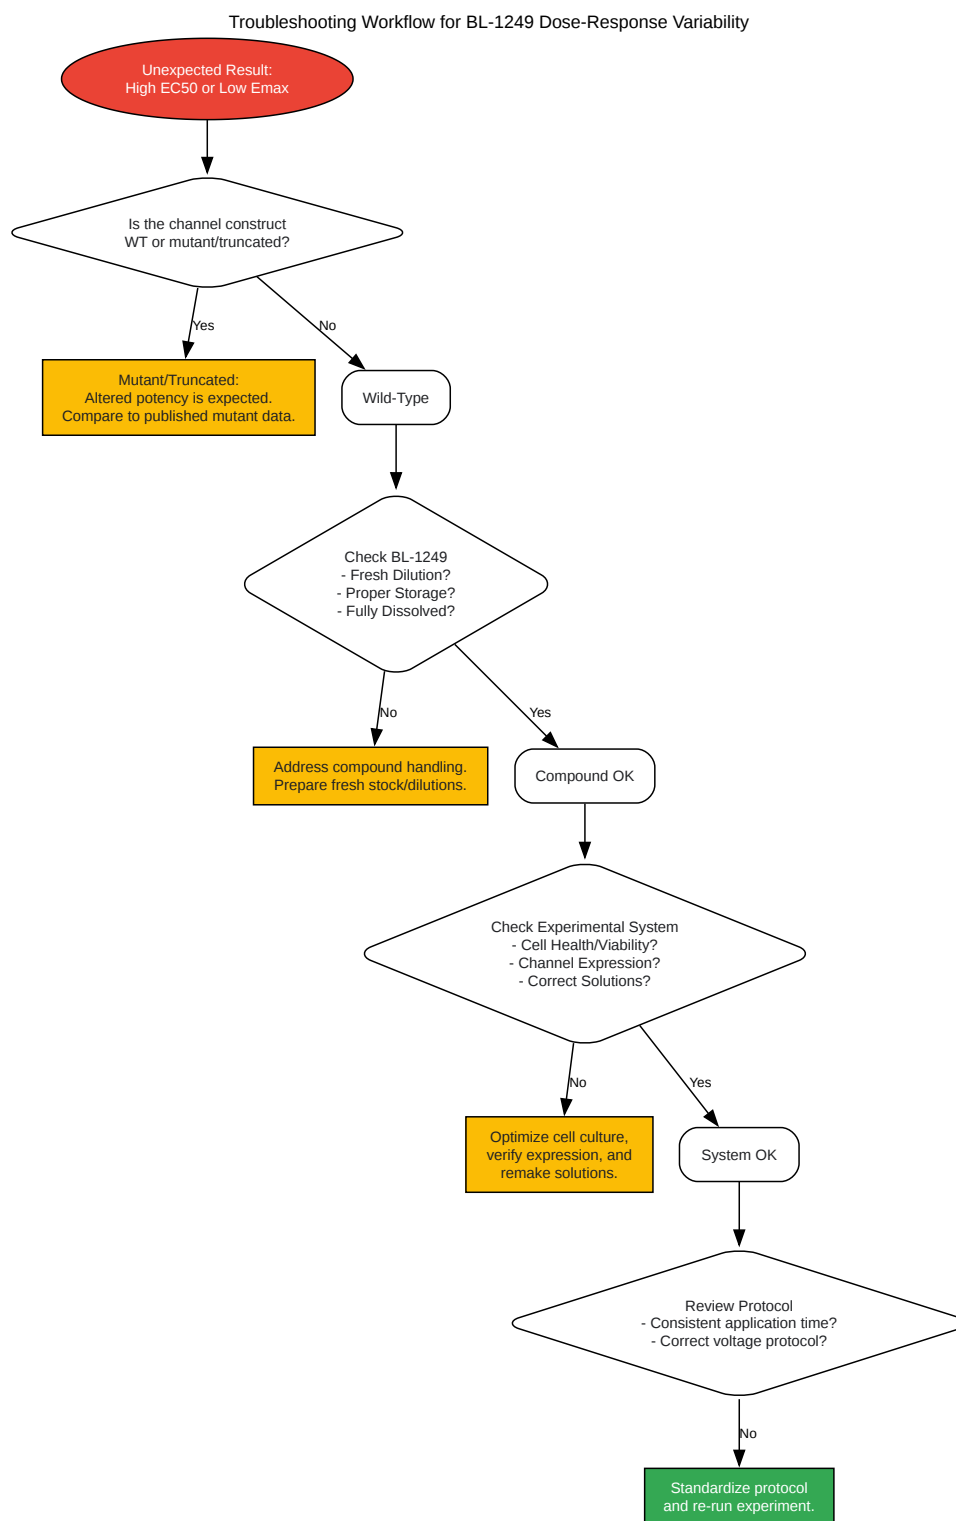 Troubleshooting Workflow for BL-1249 Dose-Response Variability
Unexpected Result:
High EC50 or Low Emax
Is the channel construct
WT or mutant/truncated?
Yes
No
Mutant/Truncated:
Altered potency is expected.
Compare to published mutant data.
Wild-Type
Check BL-1249
- Fresh Dilution?
- Proper Storage?
- Fully Dissolved?
No
Yes
Address compound handling.
Prepare fresh stock/dilutions.
Compound OK
Check Experimental System
- Cell Health/Viability?
- Channel Expression?
- Correct Solutions?
No
Yes
Optimize cell culture,
verify expression, and
remake solutions.
System OK
Review Protocol
- Consistent application time?
- Correct voltage protocol?
No
Standardize protocol
and re-run experiment.